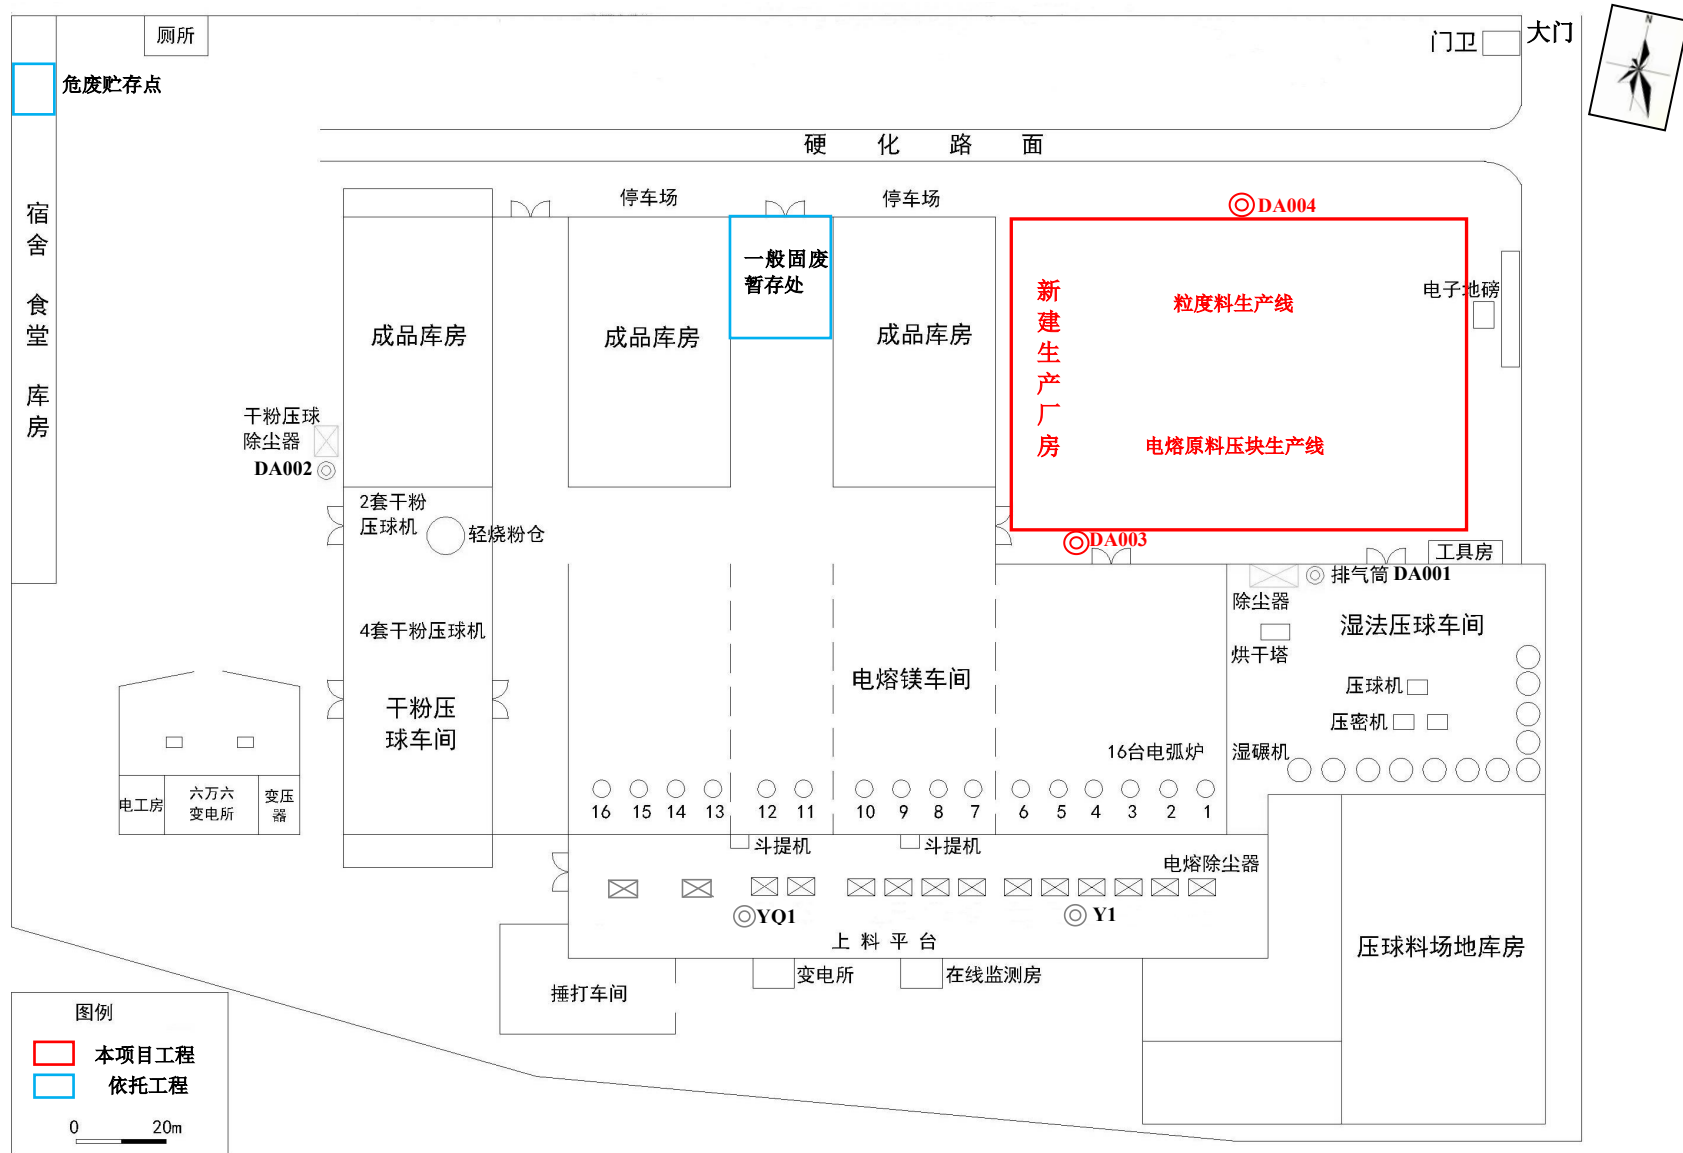 厕所
门卫
大门
N
危废贮存点
硬化路面
宿舍 食堂 库房
停车场
停车场
DA004
一般固废
暂存处
成品库房
成品库房
成品库房
新建生产厂房
粒度料生产线
电熔原料压块生产线
电子地磅
干粉压球
除尘器
DA002
2套干粉
压球机
轻烧粉仓
DA003
工具房
排气筒 DA001
除尘器
湿法压球车间
烘干塔
4套干粉压球机
电熔镁车间
压球机
压密机
干粉压
球车间
16台电弧炉
湿碾机
电工房
六万六
变电所
变压
器
16 15 14 13 12 11 10 9 8 7 6 5 4 3 2 1
斗提机
斗提机
电熔除尘器
YQ1
Y1
上料平台
压球料场地库房
捶打车间
变电所
在线监测房
图例
本项目工程
依托工程
0 20m